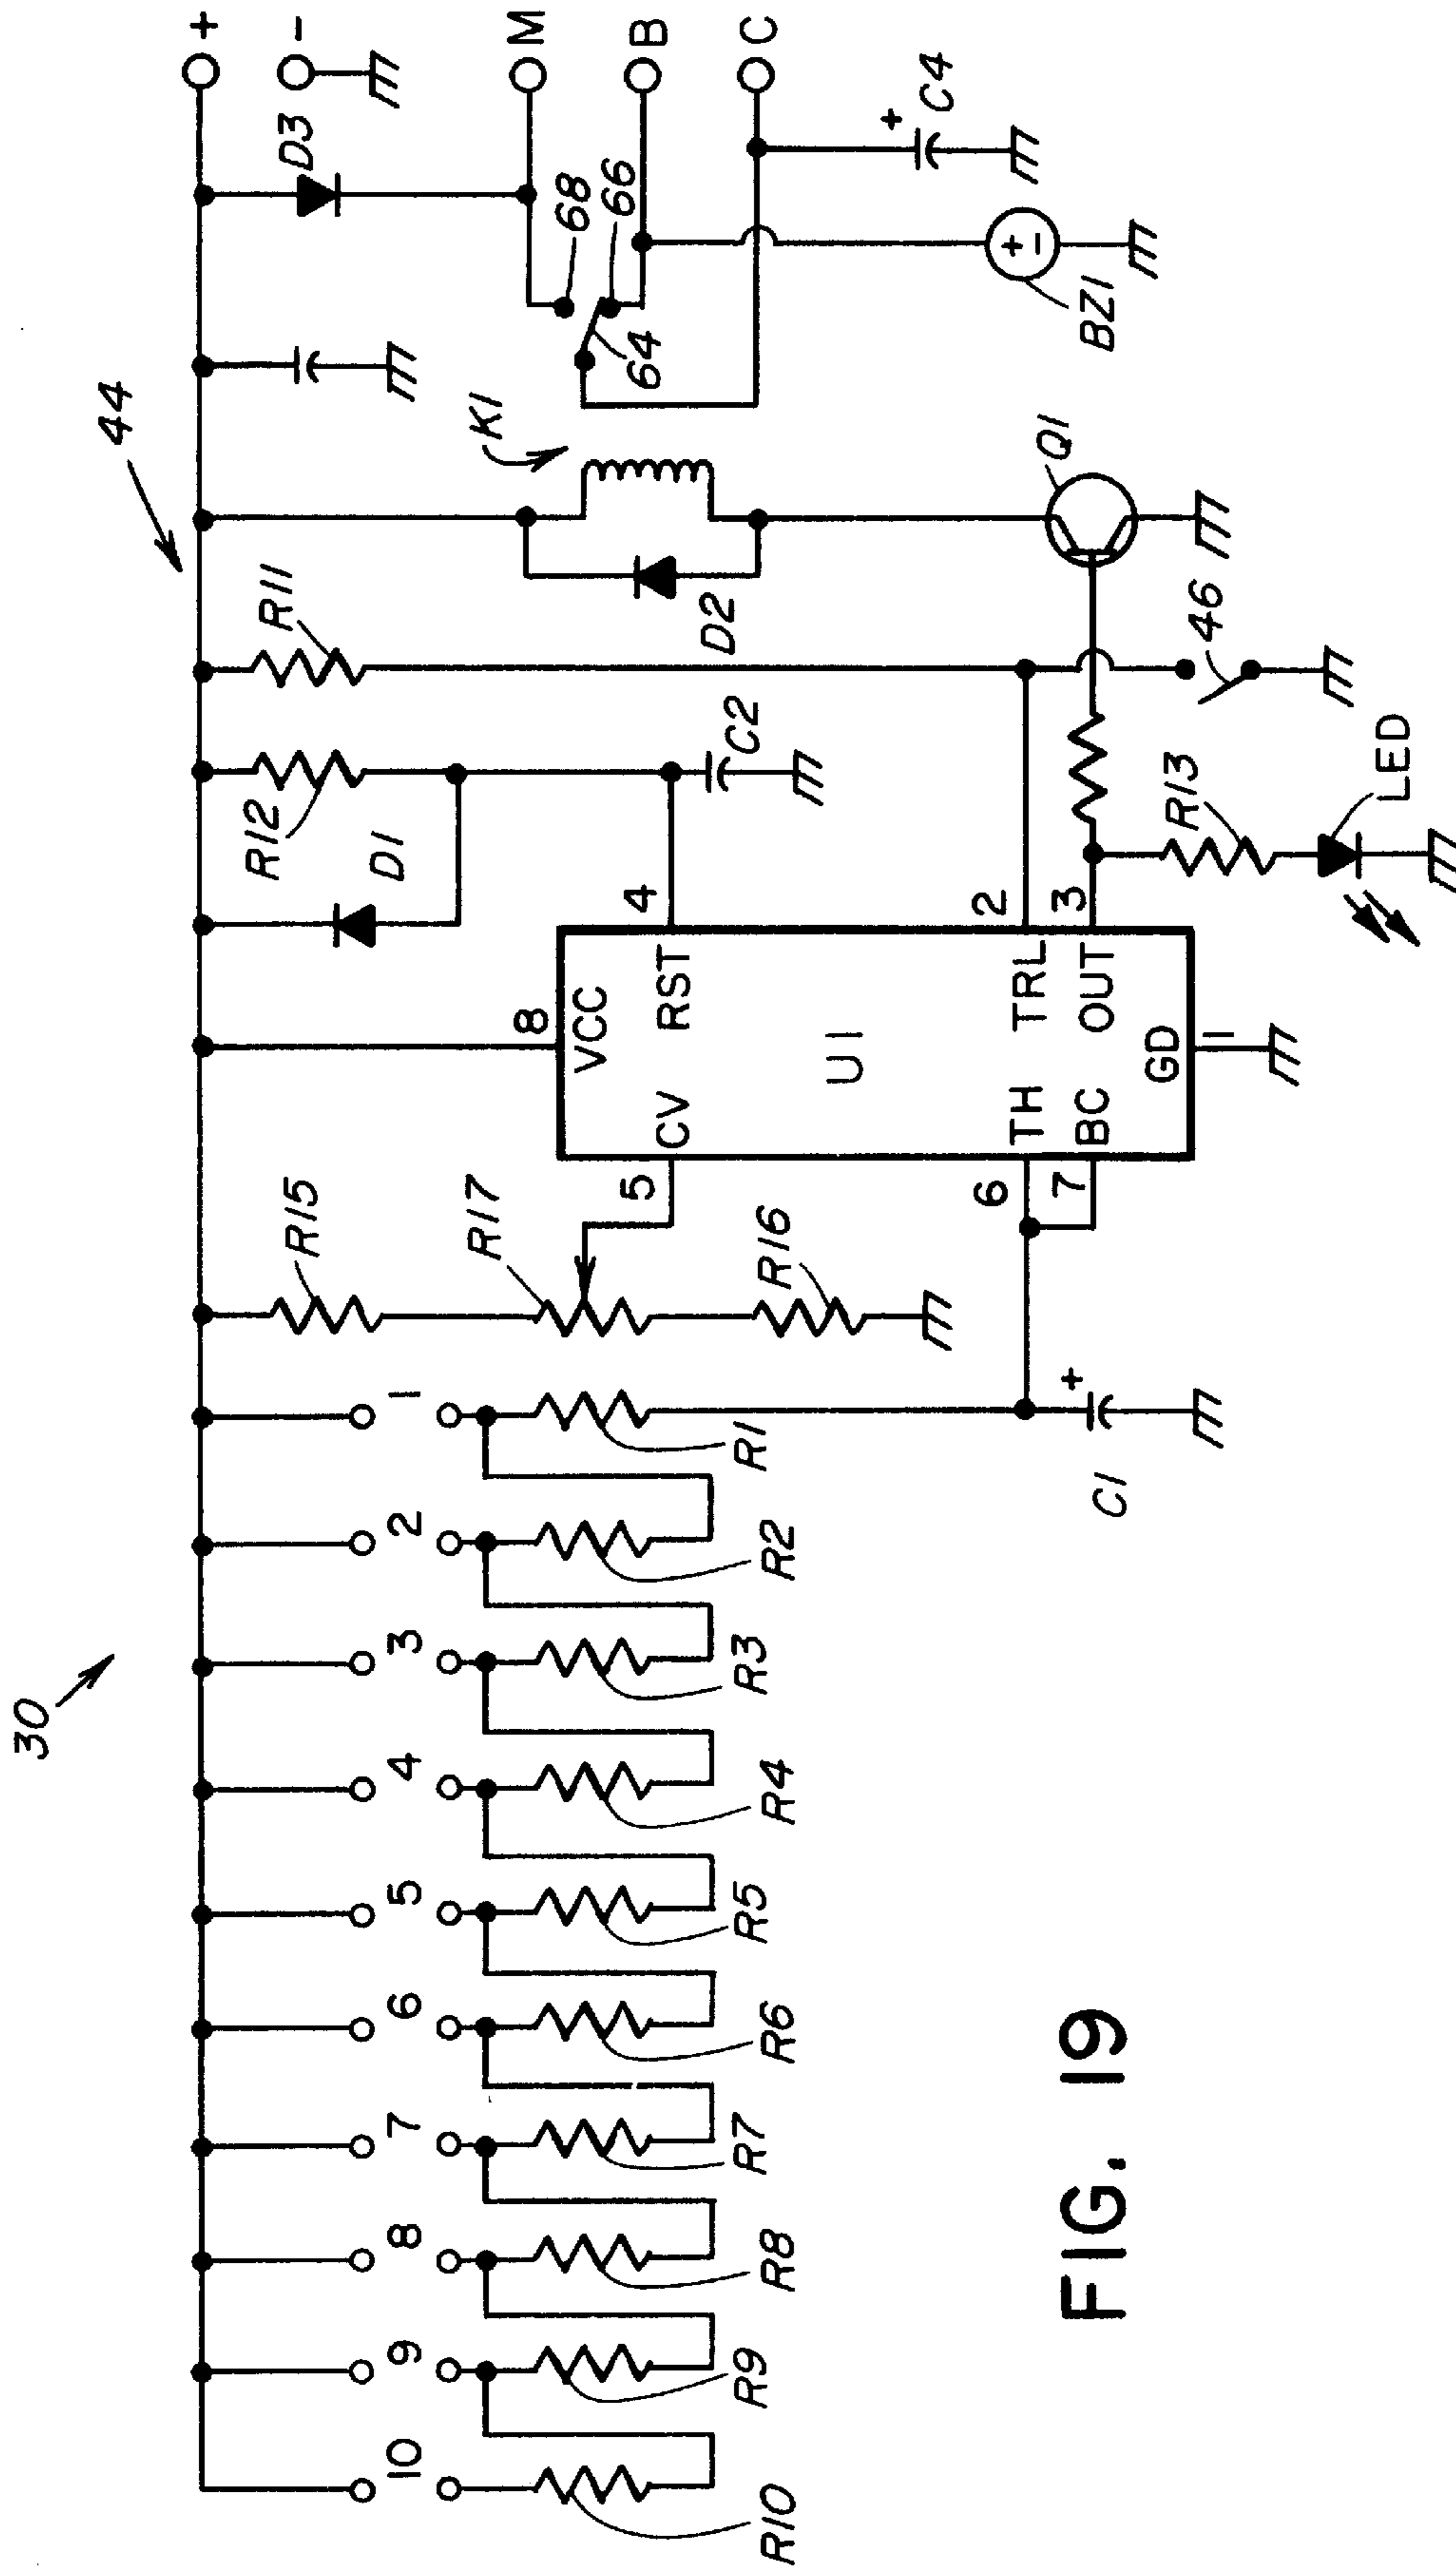 30
44
+
-
M
B
C
D3
68
66
64
K1
R11
R12
D1
D2
C2
C4
+
BZ1
+
-
Q1
46
R13
LED
8
VCC
4
RST
CV
5
U1
2
TRL
3
OUT
TH
6
BC
7
GD
1
R15
R17
R16
C1
+
1
2
3
4
5
6
7
8
9
10
R1
R2
R3
R4
R5
R6
R7
R8
R9
R10
FIG. 19